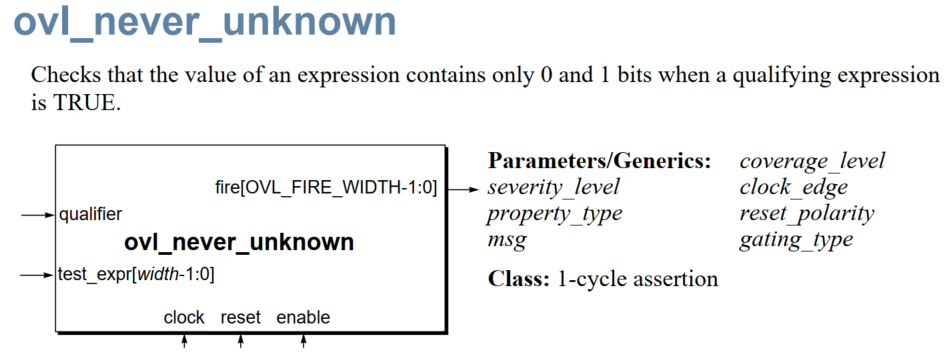 ovl_never_unknown
Checks that the value of an expression contains only 0 and 1 bits when a qualifying expression
is TRUE.
fire[OVL_FIRE_WIDTH-1:0]
qualifier
ovl_never_unknown
test_expr[width-1:0]
clock reset enable
Parameters/Generics: coverage_level
severity_level clock_edge
property_type reset_polarity
msg gating_type
Class: 1-cycle assertion